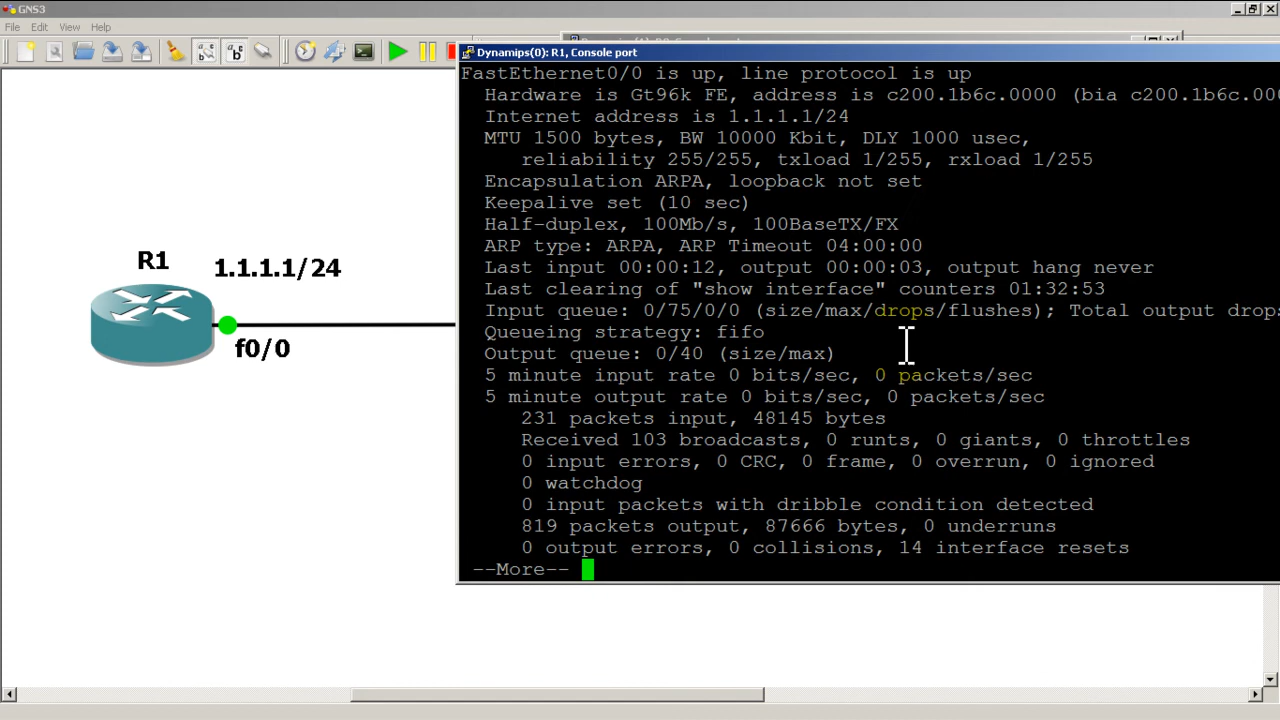 GNS3
File Edit View Help
Dynamips(0): R1, Console port
FastEthernet0/0 is up, line protocol is up
Hardware is Gt96k FE, address is c200.1b6c.0000 (bia c200.1b6c.00
Internet address is 1.1.1.1/24
MTU 1500 bytes, BW 10000 Kbit, DLY 1000 usec,
reliability 255/255, txload 1/255, rxload 1/255
Encapsulation ARPA, loopback not set
Keepalive set (10 sec)
Half-duplex, 100Mb/s, 100BaseTX/FX
ARP type: ARPA, ARP Timeout 04:00:00
Last input 00:00:12, output 00:00:03, output hang never
Last clearing of "show interface" counters 01:32:53
Input queue: 0/75/0/0 (size/max/drops/flushes); Total output drops
Queueing strategy: fifo
Output queue: 0/40 (size/max)
5 minute input rate 0 bits/sec, 0 packets/sec
5 minute output rate 0 bits/sec, 0 packets/sec
231 packets input, 48145 bytes
Received 103 broadcasts, 0 runts, 0 giants, 0 throttles
0 input errors, 0 CRC, 0 frame, 0 overrun, 0 ignored
0 watchdog
0 input packets with dribble condition detected
819 packets output, 87666 bytes, 0 underruns
0 output errors, 0 collisions, 14 interface resets
--More--
R1
1.1.1.1/24
f0/0